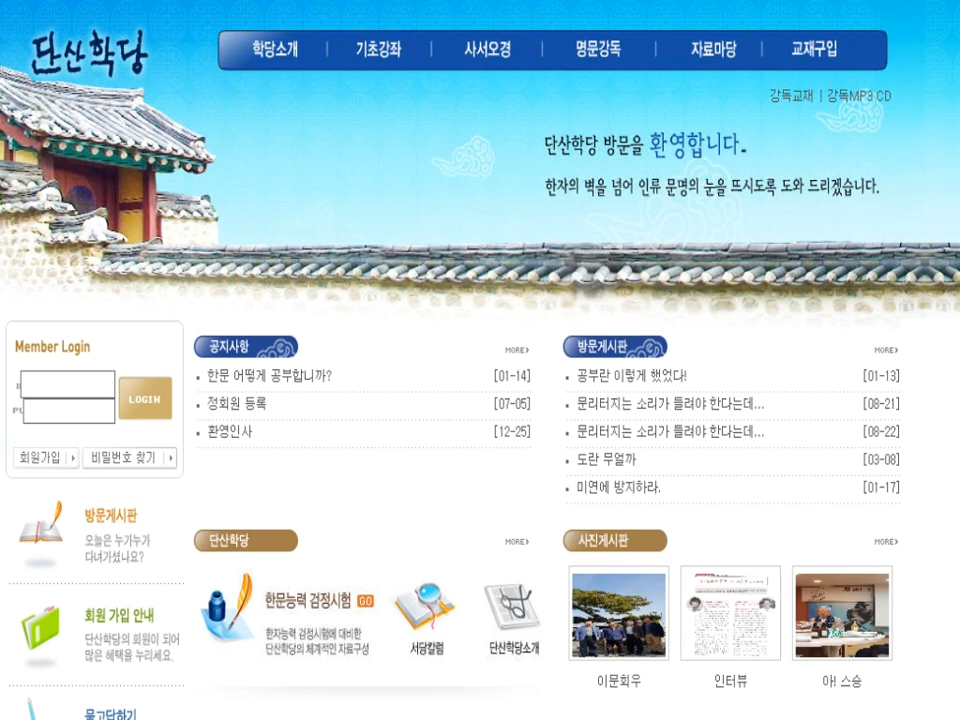 단산학당
학당소개 | 기초강좌 | 사서오경 | 명문강독 | 자료마당 | 교재구입
강독교재 | 강독MP3 CD
단산학당 방문을 환영합니다.
한자의 벽을 넘어 인류 문명의 눈을 뜨시도록 도와 드리겠습니다.
Member Login
LOGIN
회원가입
비밀번호 찾기
방문게시판
오늘은 누가누가
다녀가셨나요?
회원 가입 안내
단산학당의 회원이 되어
많은 혜택을 누리세요.
묻고답하기
공지사항
MORE
한문 어떻게 공부합니까? [01-14]
정회원 등록 [07-05]
환영인사 [12-25]
방문게시판
MORE
공부란 이렇게 했었다! [01-13]
문리터지는 소리가 들려야 한다는데... [08-21]
문리터지는 소리가 들려야 한다는데... [08-22]
도란 무얼까 [03-08]
미연에 방지하라. [01-17]
단산학당
MORE
한문능력 검정시험 GO
한자능력 검정시험에 대비한
단산학당의 체계적인 자료구성
서당칼럼
단산학당소개
사진게시판
MORE
이문회우
인터뷰
아! 스승